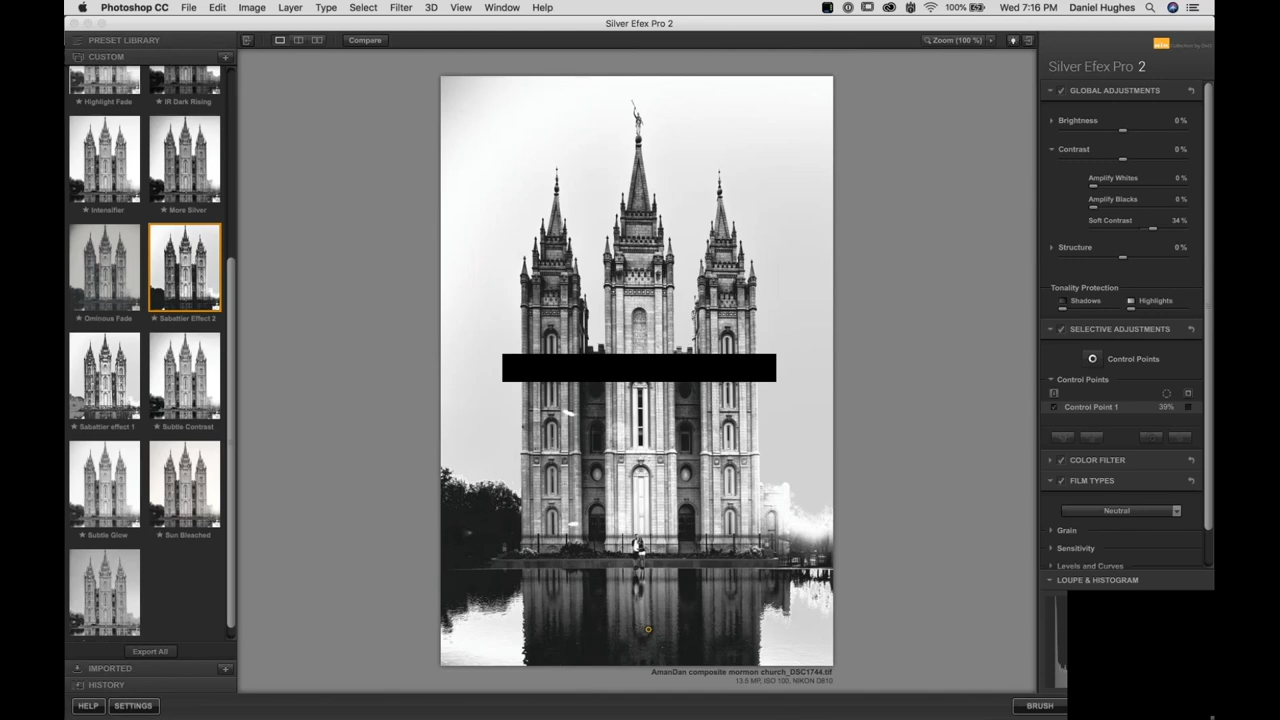 Photoshop CC File Edit Image Layer Type Select Filter 3D View Window Help 100% Wed 7:16 PM Daniel Hughes
Silver Efex Pro 2
PRESET LIBRARY
Compare
Zoom (100 %)
CUSTOM
Highlight Fade
IR Dark Rising
Intensifier
More Silver
Ominous Fade
Sabattier Effect 2
Sabattier effect 1
Subtle Contrast
Subtle Glow
Sun Bleached
Export All
IMPORTED
HISTORY
HELP
SETTINGS
AmanDan composite mormon church_DSC1744.tif
13.5 MP, ISO 100, NIKON D810
Silver Efex Pro 2
GLOBAL ADJUSTMENTS
Brightness 0 %
Contrast 0 %
Amplify Whites 0 %
Amplify Blacks 0 %
Soft Contrast 34 %
Structure 0 %
Tonality Protection
Shadows Highlights
SELECTIVE ADJUSTMENTS
Control Points
Control Points
Control Point 1 39%
COLOR FILTER
FILM TYPES
Neutral
Grain
Sensitivity
Levels and Curves
LOUPE & HISTOGRAM
BRUSH